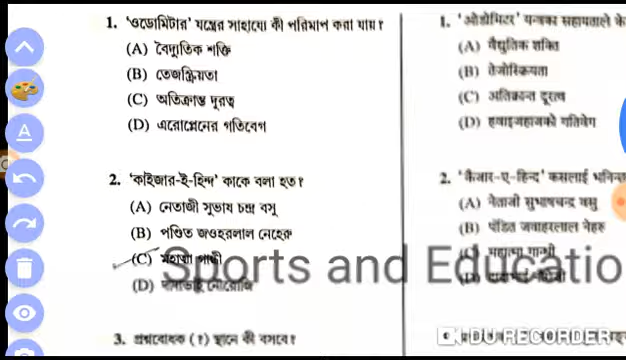 1. 'ওডোমিটার' যন্ত্রের সাহায্যে কী পরিমাপ করা যায়?
(A) বৈদ্যুতিক শক্তি
(B) তেজস্ক্রিয়তা
(C) অতিক্রান্ত দূরত্ব
(D) এরোপ্লেনের গতিবেগ
2. 'কাইজার-ই-হিন্দ' কাকে বলা হত?
(A) নেতাজী সুভাষ চন্দ্র বসু
(B) পণ্ডিত জওহরলাল নেহেরু
(C) মহাত্মা গান্ধী
(D) দাদাভাই নৌরোজি
3. প্রশ্নবোধক (?) স্থানে কী বসবে?
1. 'ओडोमिटर' यन्त्रको सहायताले के
(A) वैद्युतिक शक्ति
(B) तेजोस्क्रियता
(C) अतिक्रान्त दूरत्व
(D) हवाइजहाजको गतिवेग
2. 'कैजार-ए-हिन्द' कसलाई भनिन्थ
(A) नेताजी सुभाषचन्द्र बसु
(B) पंडित जवाहरलाल नेहरु
(C) महात्मा गान्धी
(D)
Sports and Educatio
DU RECORDER